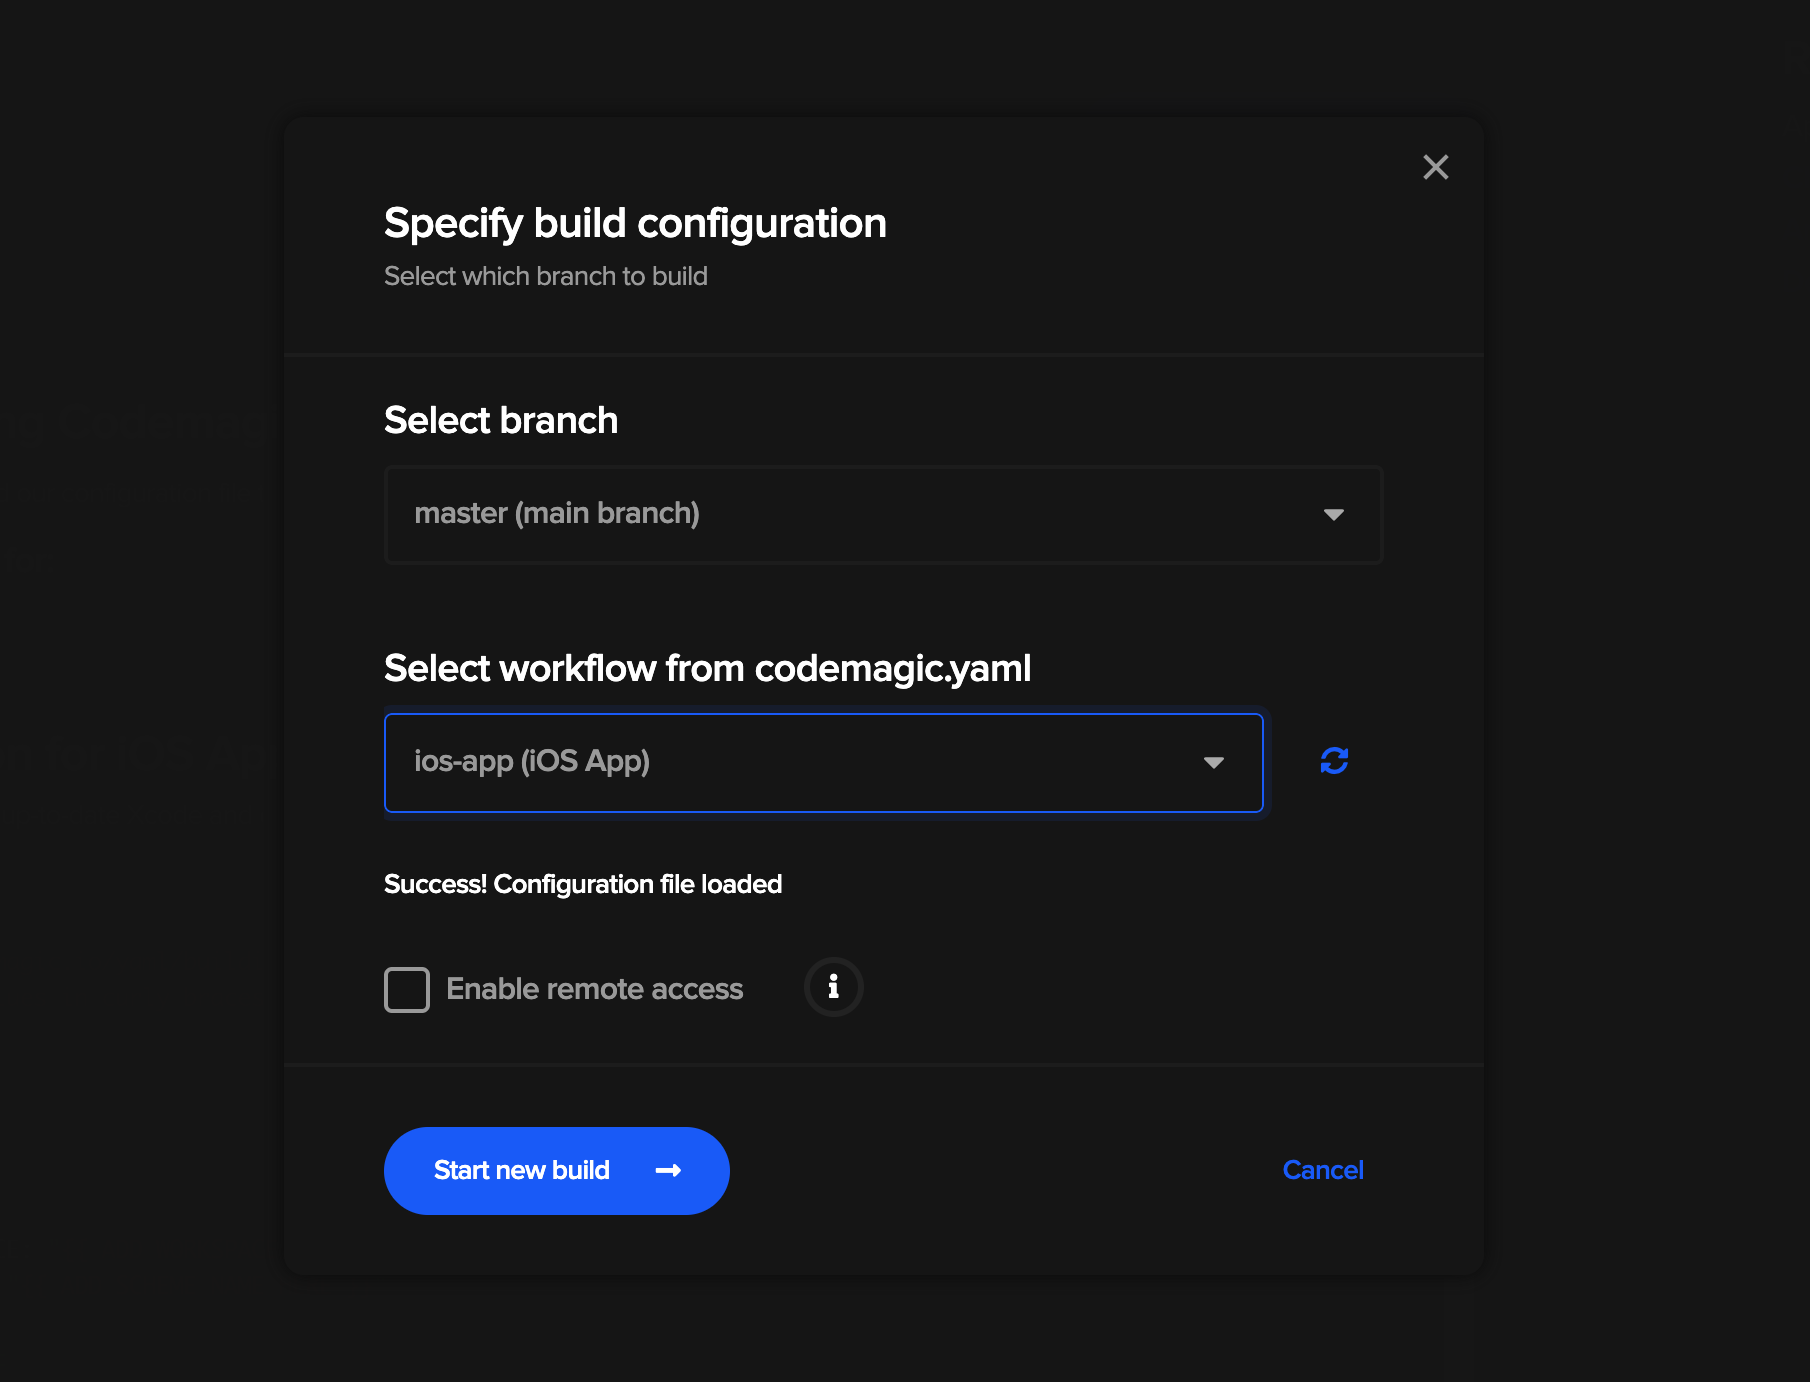 Specify build configuration
Select which branch to build
Select branch
master (main branch)
Select workflow from codemagic.yaml
ios-app (iOS App)
Success! Configuration file loaded
Enable remote access
Start new build
Cancel